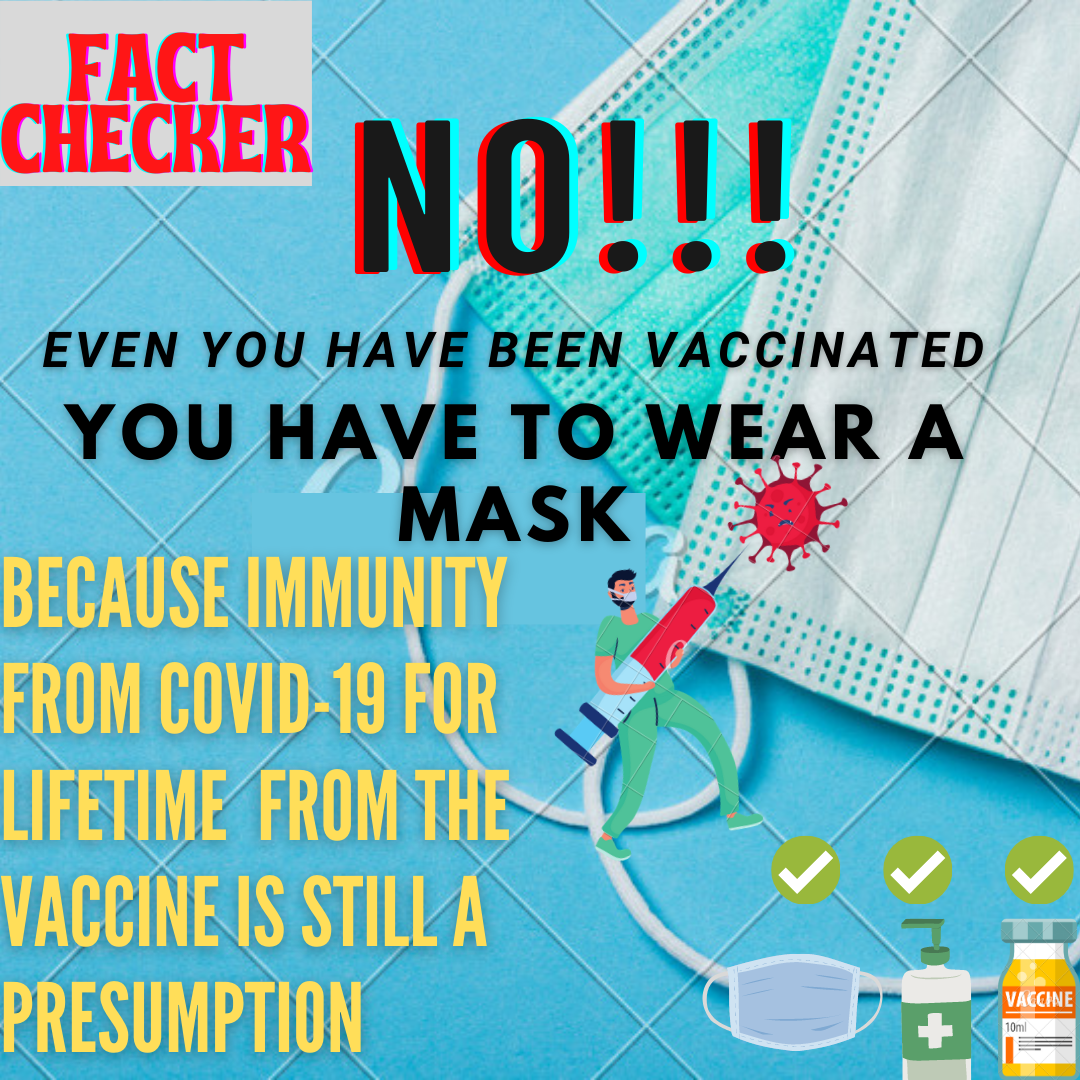 FACT
CHECKER
NO!!!
EVEN YOU HAVE BEEN VACCINATED
YOU HAVE TO WEAR A
MASK
BECAUSE IMMUNITY
FROM COVID-19 FOR
LIFETIME FROM THE
VACCINE IS STILL A
PRESUMPTION
VACCINE
10ml